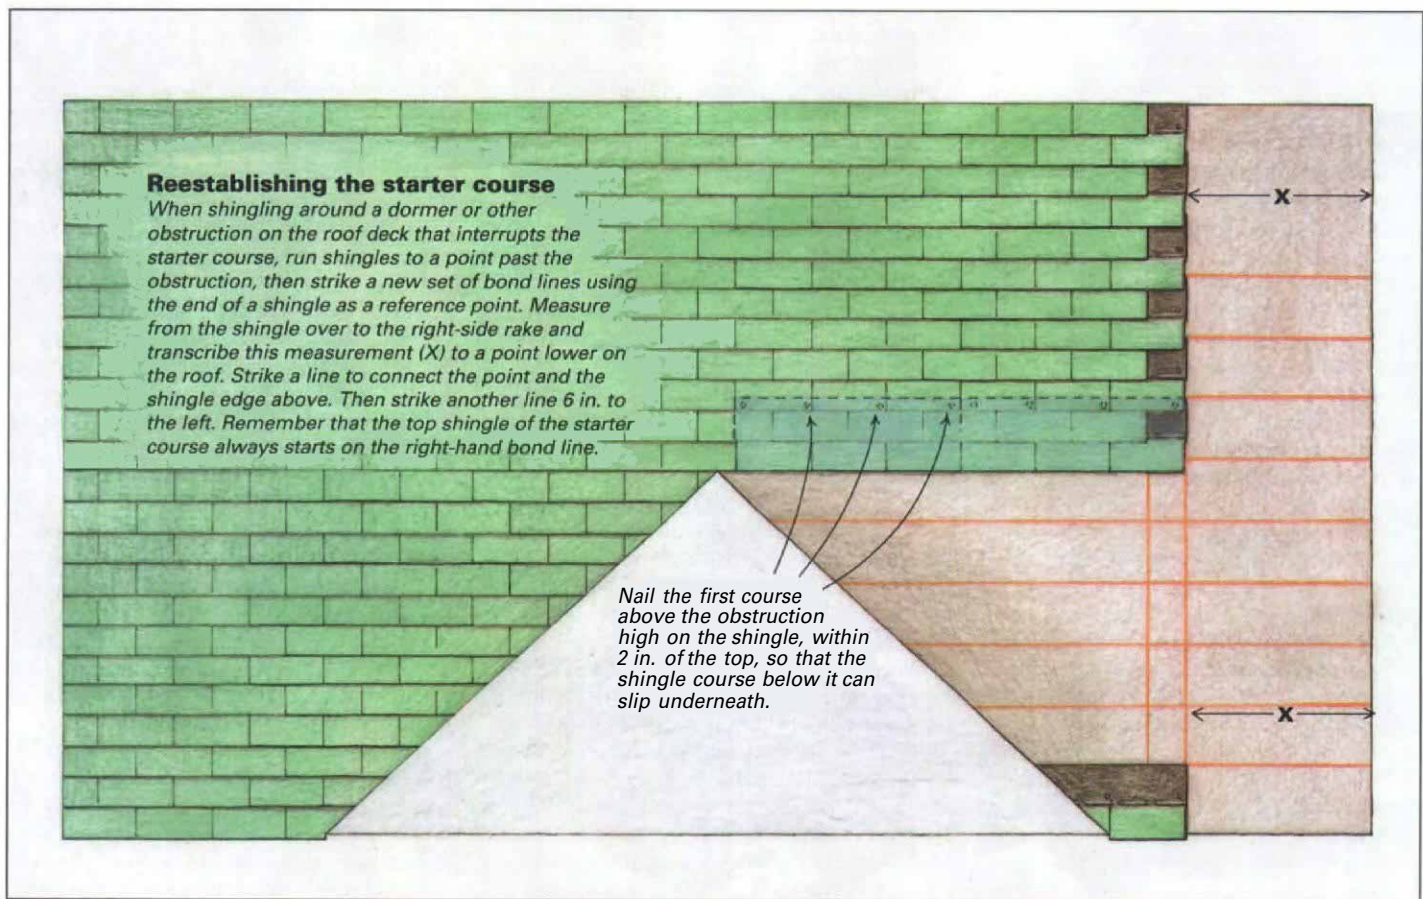 Reestablishing the starter course
When shingling around a dormer or other
obstruction on the roof deck that interrupts the
starter course, run shingles to a point past the
obstruction, then strike a new set of bond lines using
the end of a shingle as a reference point. Measure
from the shingle over to the right-side rake and
transcribe this measurement (X) to a point lower on
the roof. Strike a line to connect the point and the
shingle edge above. Then strike another line 6 in. to
the left. Remember that the top shingle of the starter
course always starts on the right-hand bond line.
X
Nail the first course
above the obstruction
high on the shingle, within
2 in. of the top, so that the
shingle course below it can
slip underneath.
X